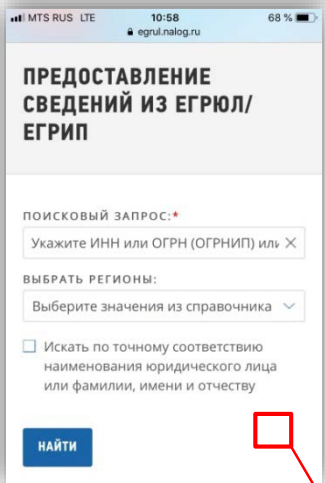 MTS RUS LTE 10:58 68 %
egrul.nalog.ru
ПРЕДОСТАВЛЕНИЕ
СВЕДЕНИЙ ИЗ ЕГРЮЛ/
ЕГРИП
ПОИСКОВЫЙ ЗАПРОС:*
Укажите ИНН или ОГРН (ОГРНИП) или
ВЫБРАТЬ РЕГИОНЫ:
Выберите значения из справочника
Искать по точному соответствию
наименования юридического лица
или фамилии, имени и отчеству
НАЙТИ